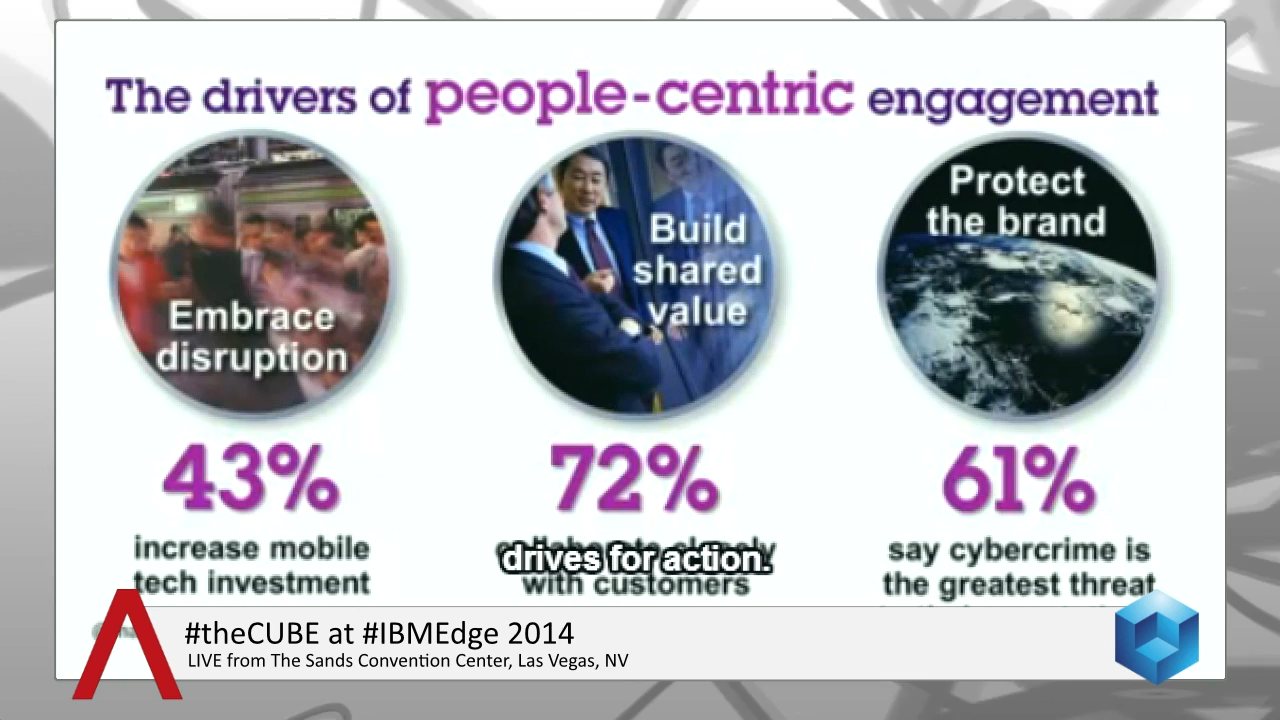 The drivers of people-centric engagement
Embrace
disruption
Build
shared
value
Protect
the brand
43%
increase mobile
tech investment
72%
drives for action.
with customers
61%
say cybercrime is
the greatest threat
#theCUBE at #IBMEdge 2014
LIVE from The Sands Convention Center, Las Vegas, NV